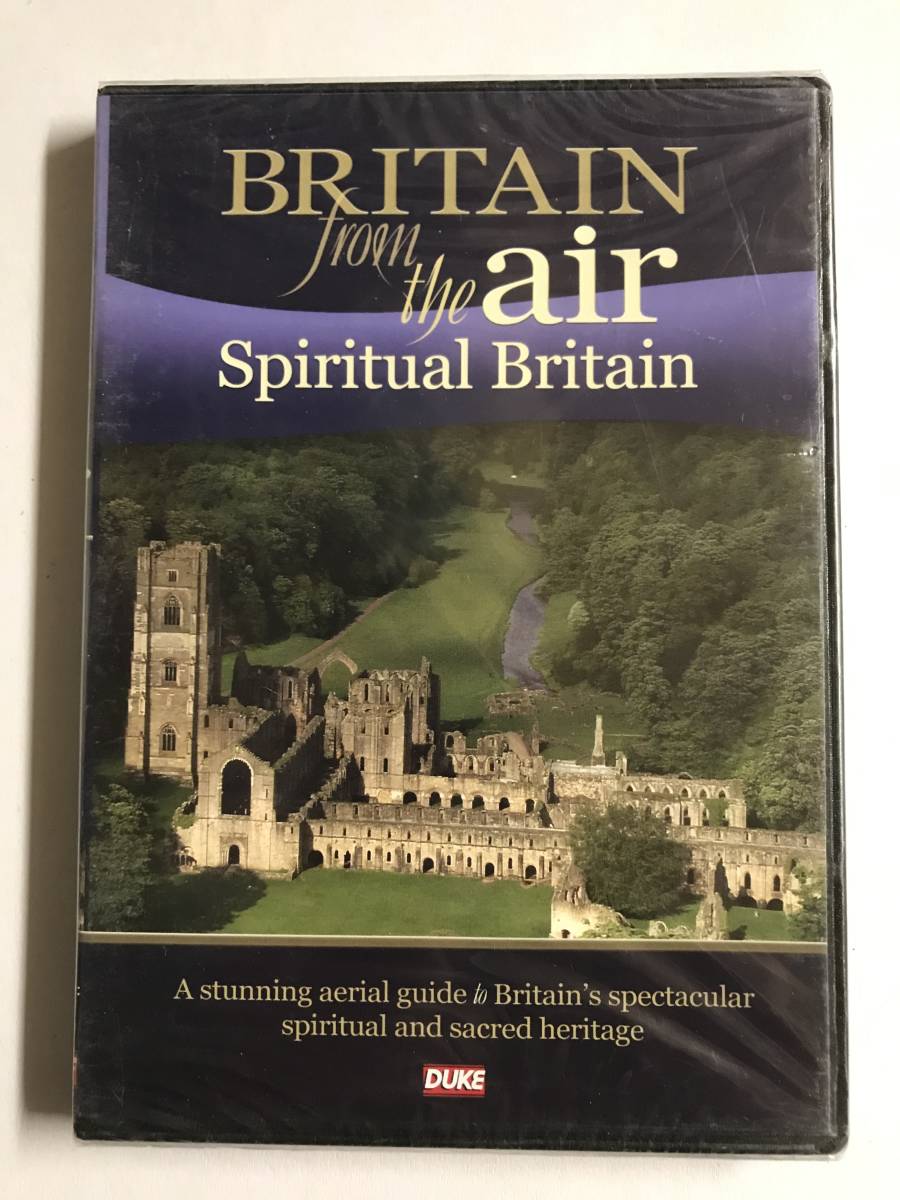 BRITAIN
from
the air
Spiritual Britain
A stunning aerial guide to Britain's spectacular
spiritual and sacred heritage
DUKE